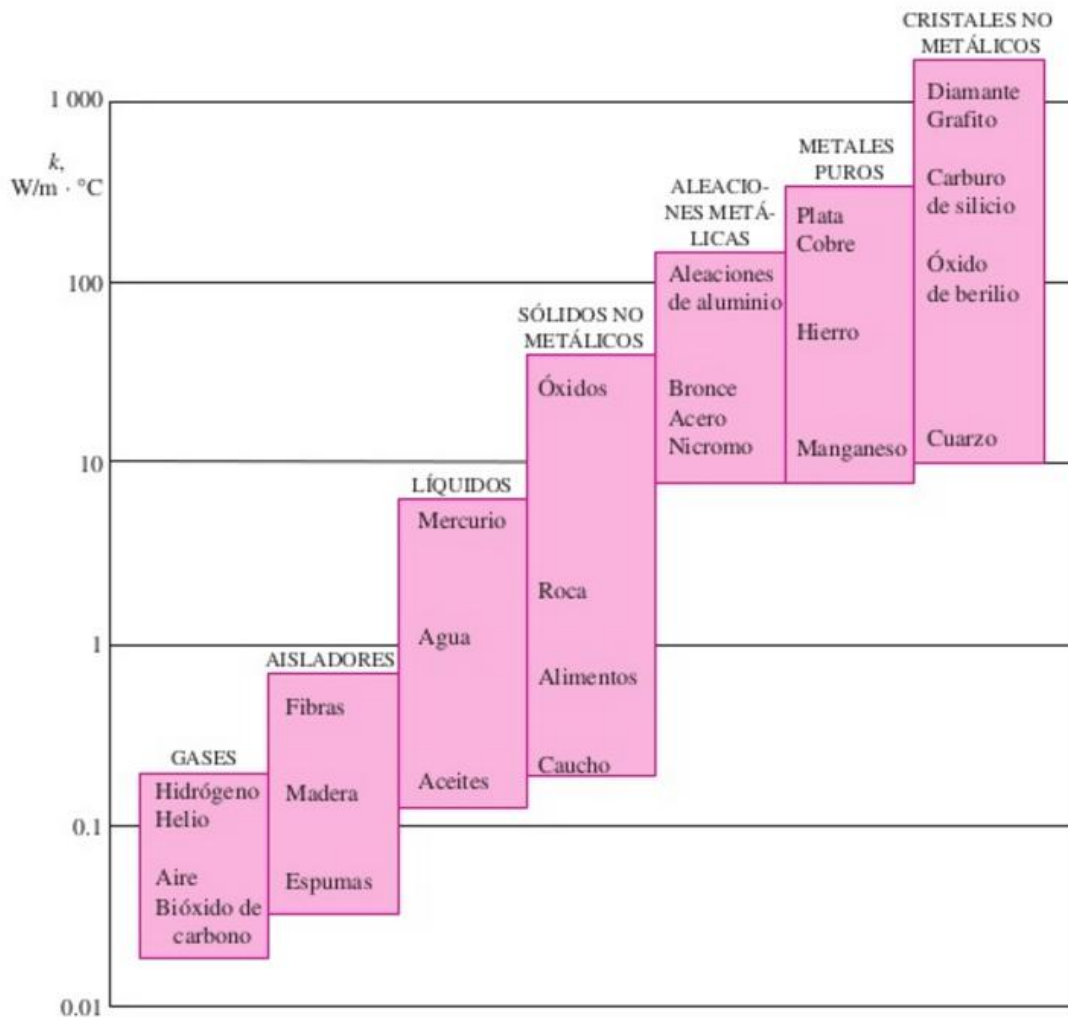 CRISTALES NO
METÁLICOS
Diamante
Grafito
Carburo
de silicio
Óxido
de berilio
Cuarzo
METALES
PUROS
Plata
Cobre
Hierro
Manganeso
ALEACIO-
NES METÁ-
LICAS
Aleaciones
de aluminio
Bronce
Acero
Nicromo
SÓLIDOS NO
METÁLICOS
Óxidos
Roca
Alimentos
Caucho
LÍQUIDOS
Mercurio
Agua
Aceites
AISLADORES
Fibras
Madera
Espumas
GASES
Hidrógeno
Helio
Aire
Bióxido de
carbono
1 000
k,
W/m · °C
100
10
1
0.1
0.01